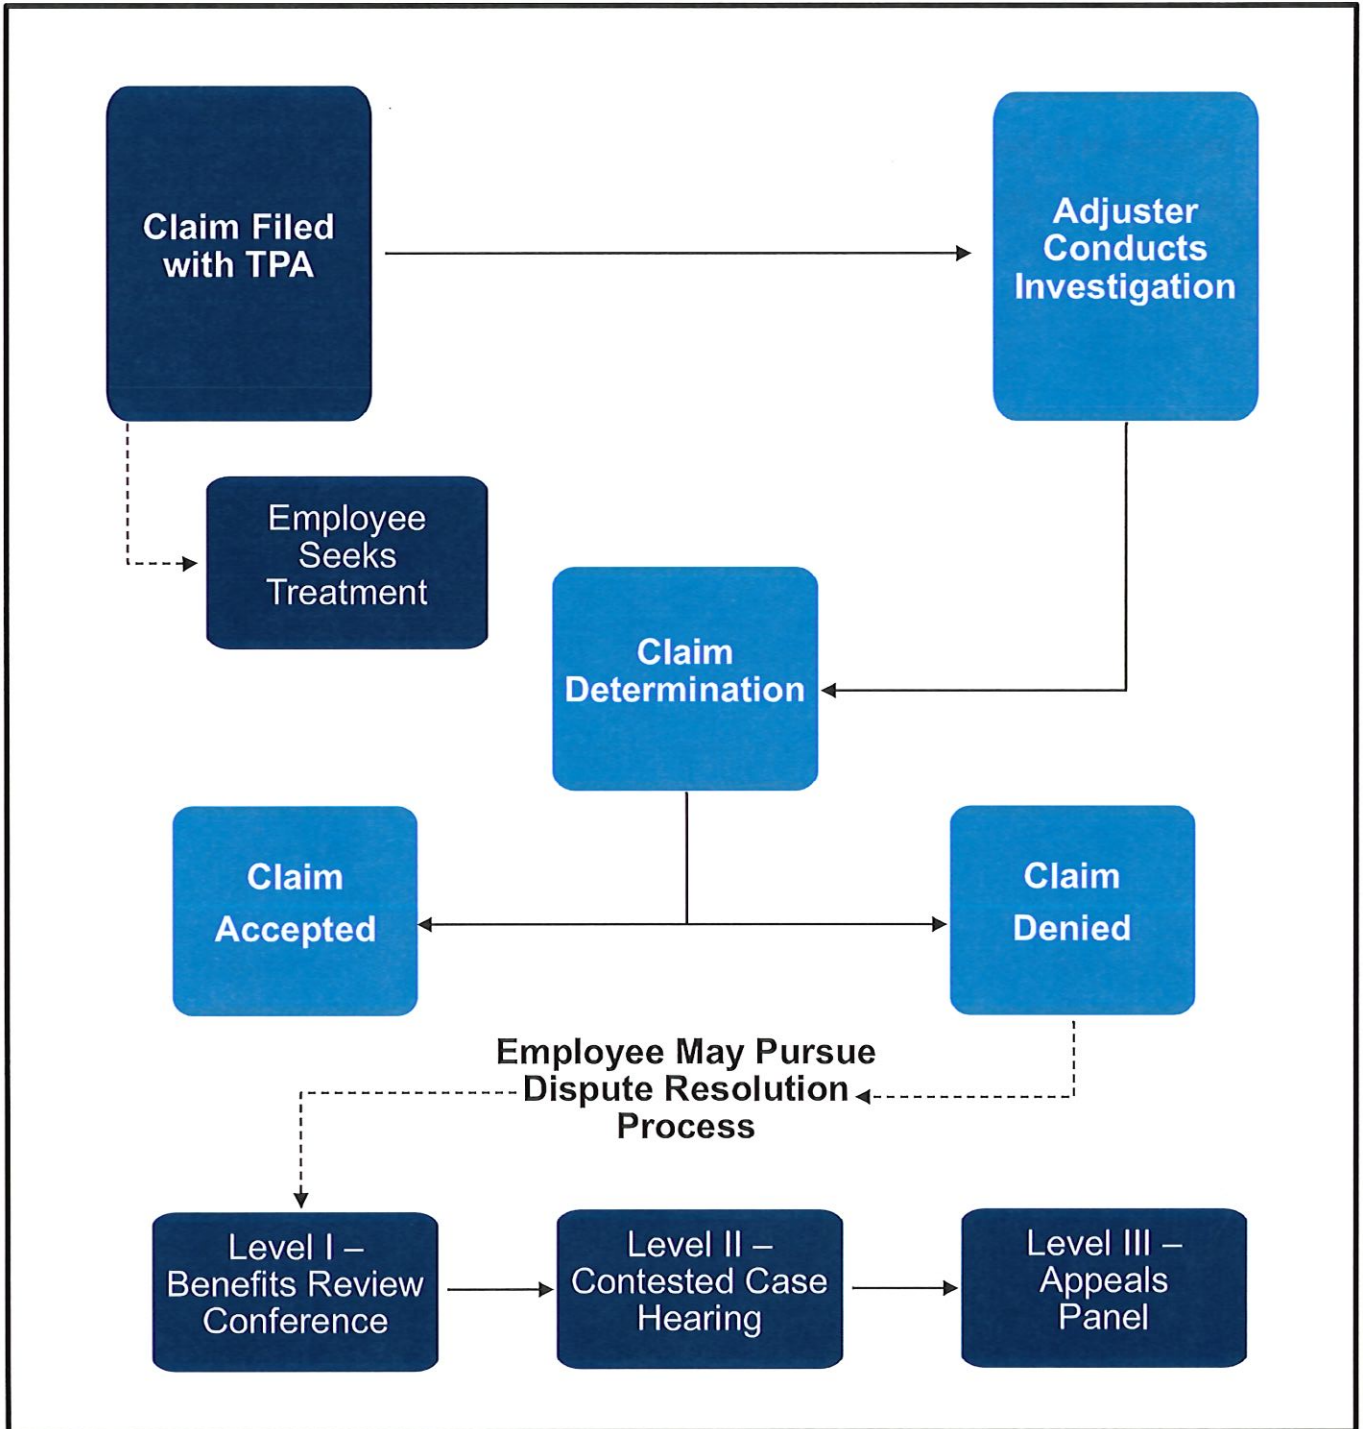 Claim Filed
with TPA
Adjuster
Conducts
Investigation
Employee
Seeks
Treatment
Claim
Determination
Claim
Accepted
Claim
Denied
Employee May Pursue
Dispute Resolution
Process
Level I –
Benefits Review
Conference
Level II –
Contested Case
Hearing
Level III –
Appeals
Panel